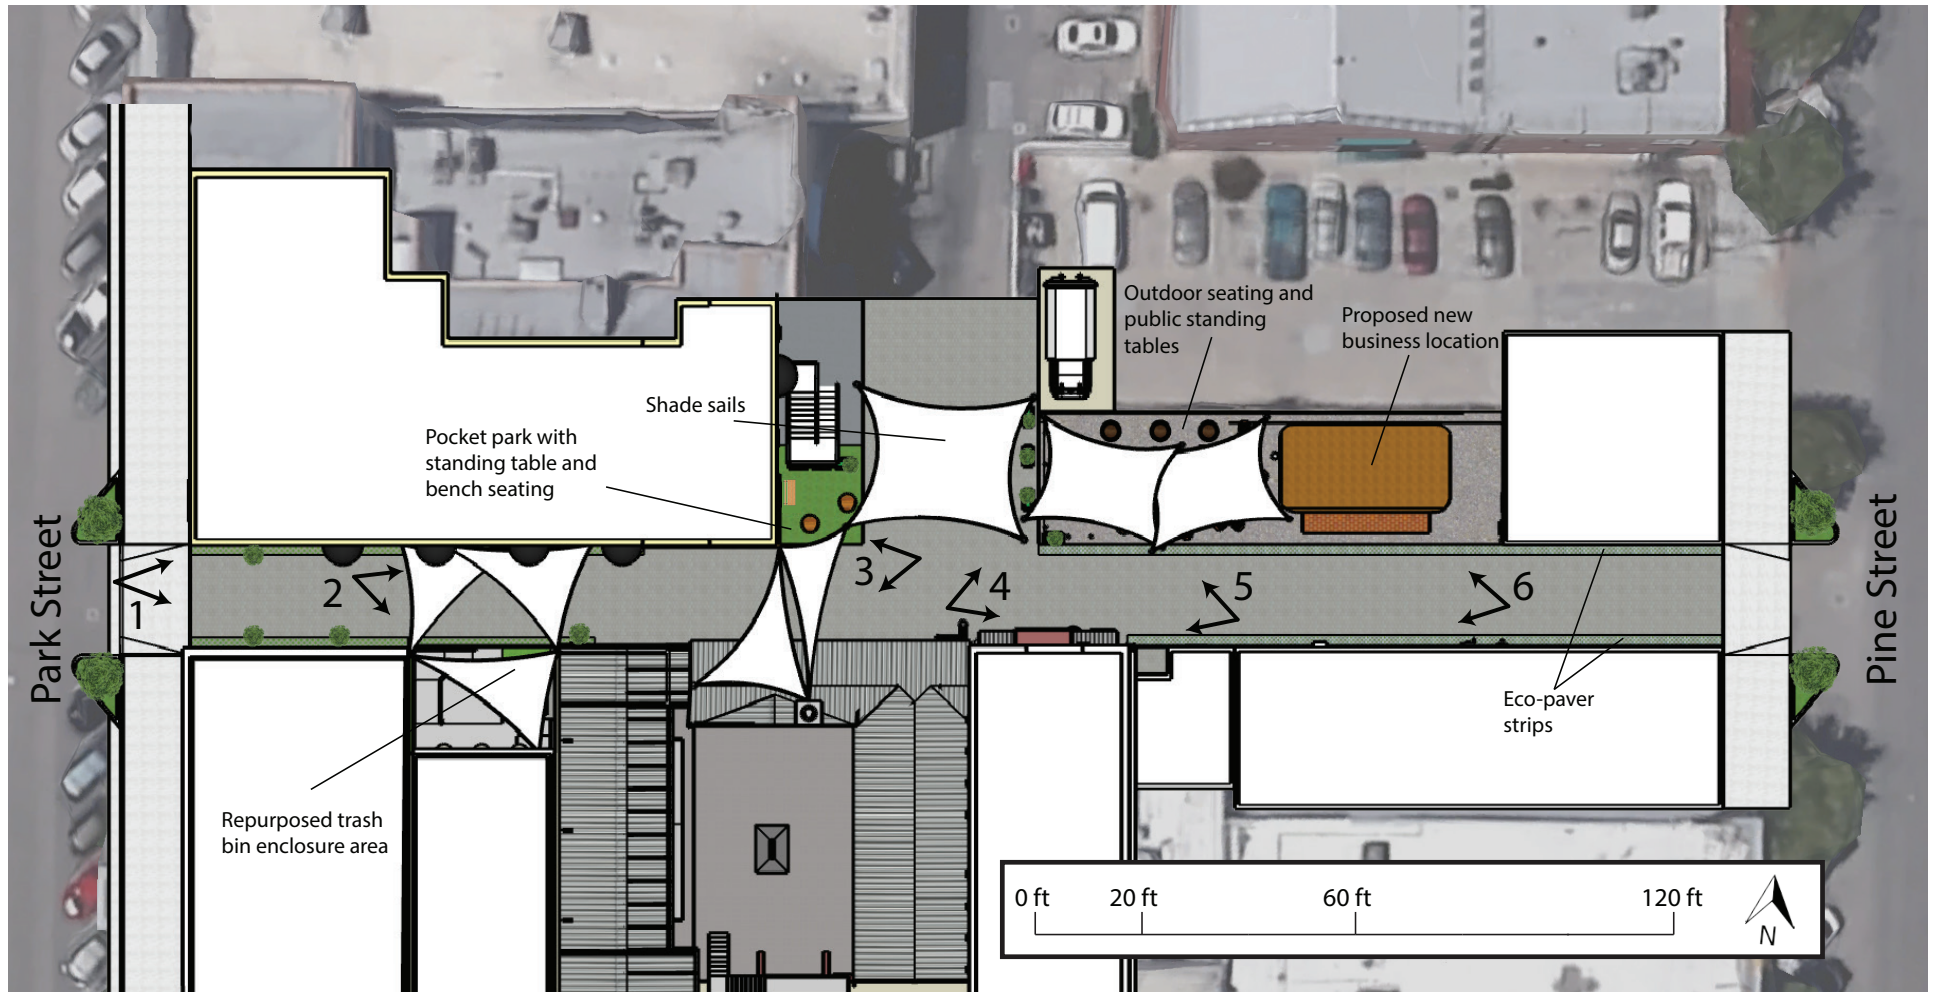 Outdoor seating and
public standing
tables
Proposed new
business location
Shade sails
Pocket park with
standing table and
bench seating
Park Street
Pine Street
1
2
3
4
5
6
Eco-paver
strips
Repurposed trash
bin enclosure area
0 ft 20 ft 60 ft 120 ft
N